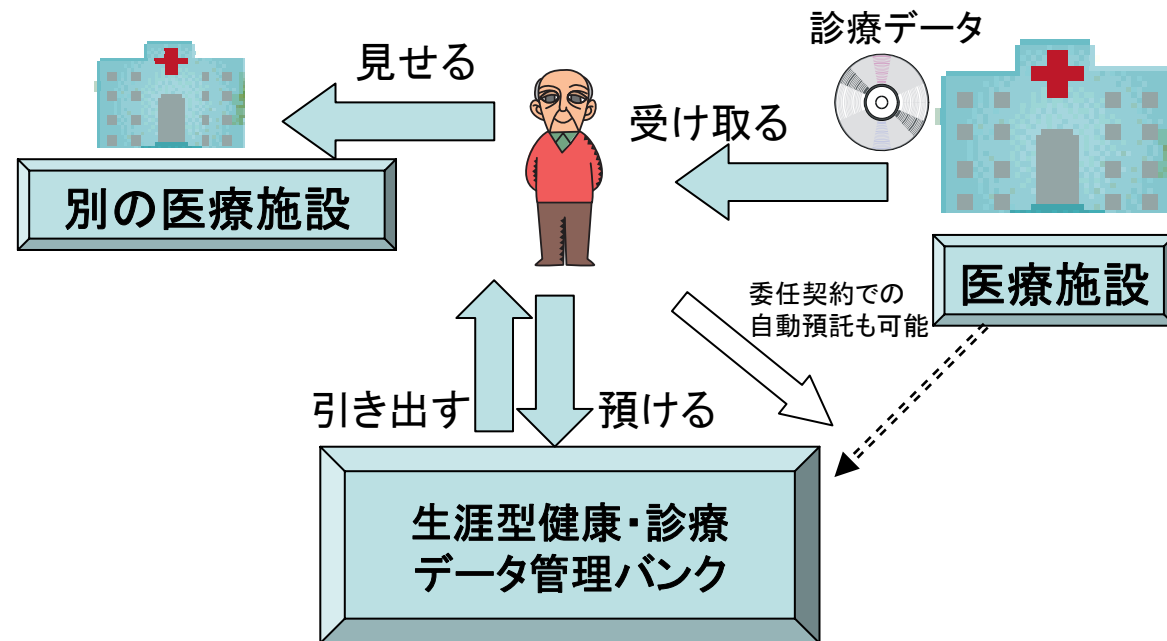 診療データ
見せる
受け取る
別の医療施設
医療施設
委任契約での
自動預託も可能
引き出す
預ける
生涯型健康・診療
データ管理バンク